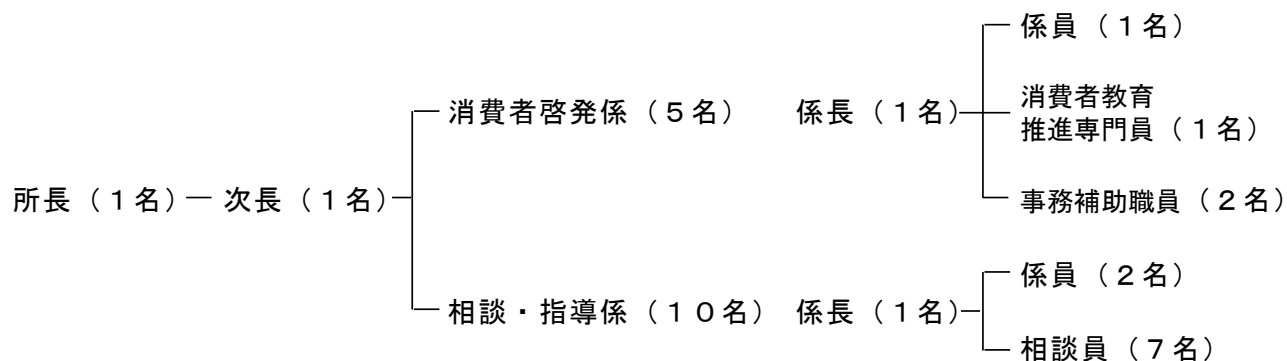 係員（１名）
消費者啓発係（５名） 係長（１名）
消費者教育
推進専門員（１名）
所長（１名） 次長（１名）
事務補助職員（２名）
係員（２名）
相談・指導係（１０名） 係長（１名）
相談員（７名）